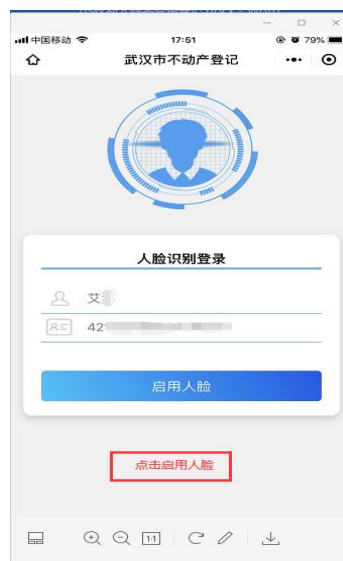 中国移动 17:51 79%
武汉市不动产登记
人脸识别登录
艾
42
启用人脸
点击启用人脸
1:1